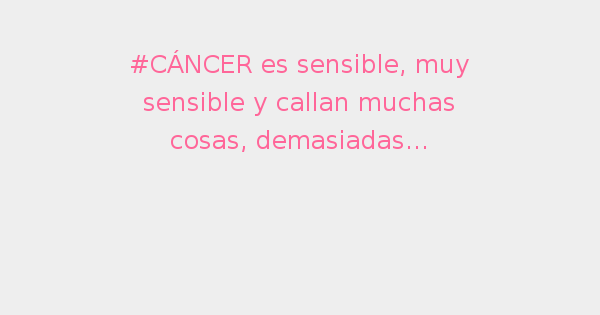 #CÁNCER es sensible, muy
sensible y callan muchas
cosas, demasiadas...